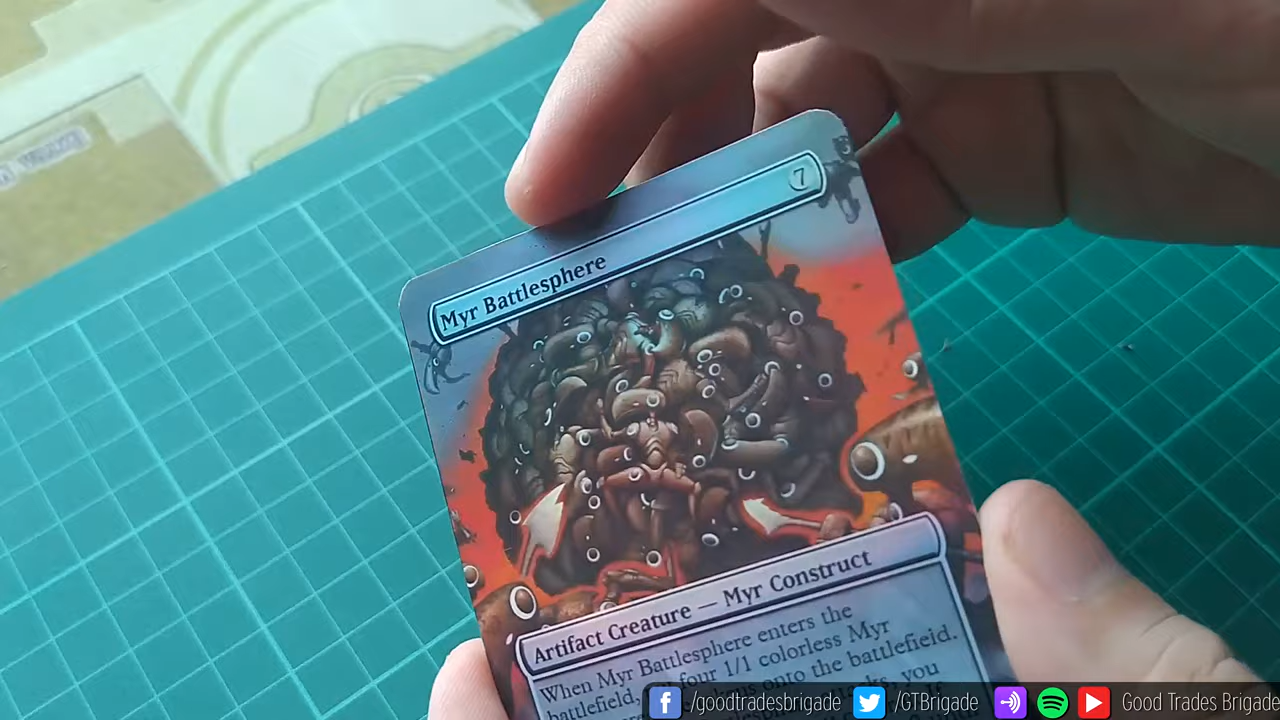 7
Myr Battlesphere
Artifact Creature — Myr Construct
When Myr Battlesphere enters the
battlefield, four 1/1 colorless Myr
onto the battlefield.
you
/goodtradesbrigade
/GTBrigade
Good Trades Brigade